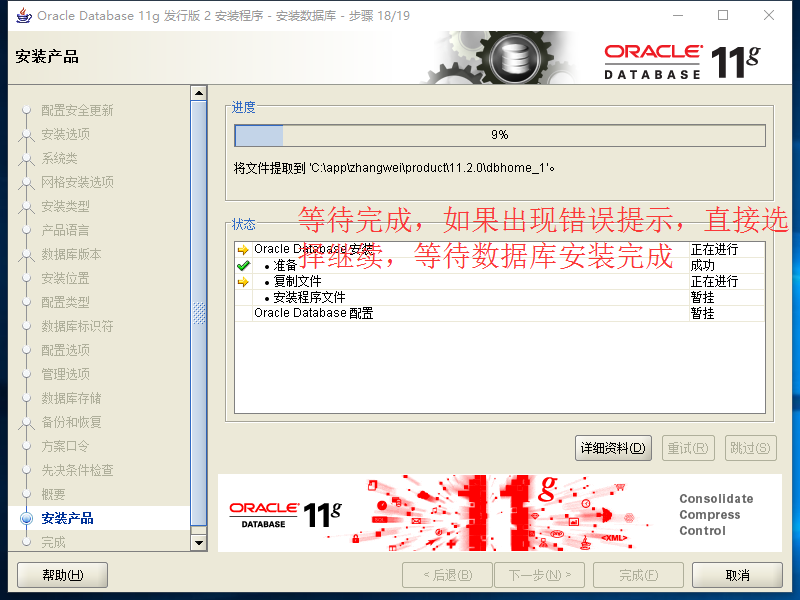 Oracle Database 11g 发行版 2 安装程序 - 安装数据库 - 步骤 18/19
安装产品
ORACLE
DATABASE 11g
配置安全更新
安装选项
系统类
网格安装选项
安装类型
产品语言
数据库版本
安装位置
配置类型
数据库标识符
配置选项
管理选项
数据库存储
备份和恢复
方案口令
先决条件检查
概要
安装产品
完成
进度
9%
将文件提取到 'C:\app\zhangwei\product\11.2.0\dbhome_1'。
等待完成，如果出现错误提示，直接选
择继续，等待数据库安装完成
状态
Oracle Database 安装 正在进行
• 准备 成功
• 复制文件 正在进行
• 安装程序文件 暂挂
Oracle Database 配置 暂挂
详细资料(D) 重试(R) 跳过(S)
ORACLE
DATABASE 11g
11g
<XML>
Consolidate
Compress
Control
帮助(H) < 后退(B) 下一步(N) > 完成(F) 取消